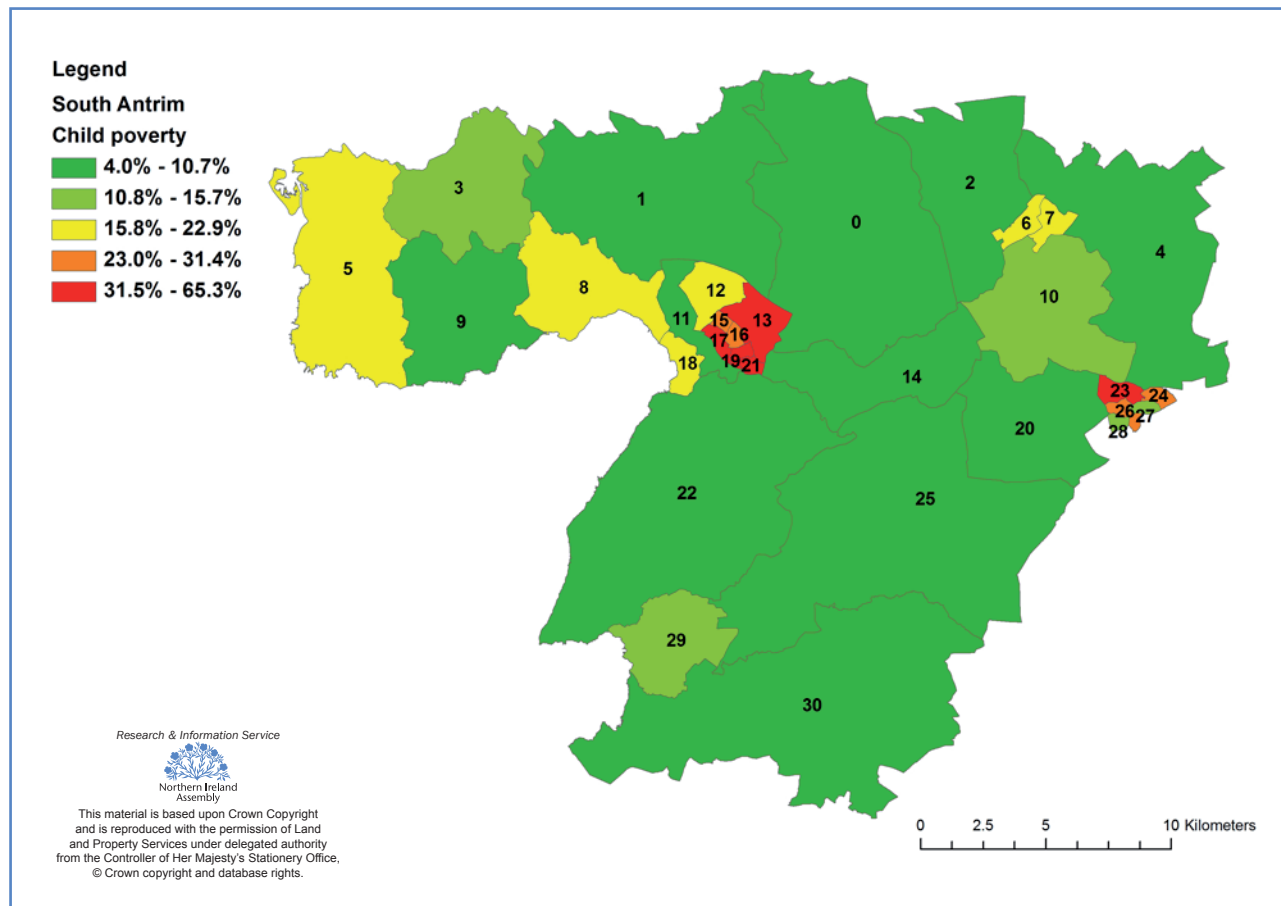 Legend
South Antrim
Child poverty
4.0% - 10.7%
10.8% - 15.7%
15.8% - 22.9%
23.0% - 31.4%
31.5% - 65.3%
0
1
2
3
4
5
6
7
8
9
10
11
12
13
14
15
16
17
18
19
20
21
22
23
24
25
26
27
28
29
30
Research & Information Service
Northern Ireland
Assembly
This material is based upon Crown Copyright
and is reproduced with the permission of Land
and Property Services under delegated authority
from the Controller of Her Majesty's Stationery Office,
© Crown copyright and database rights.
0 2.5 5 10 Kilometers